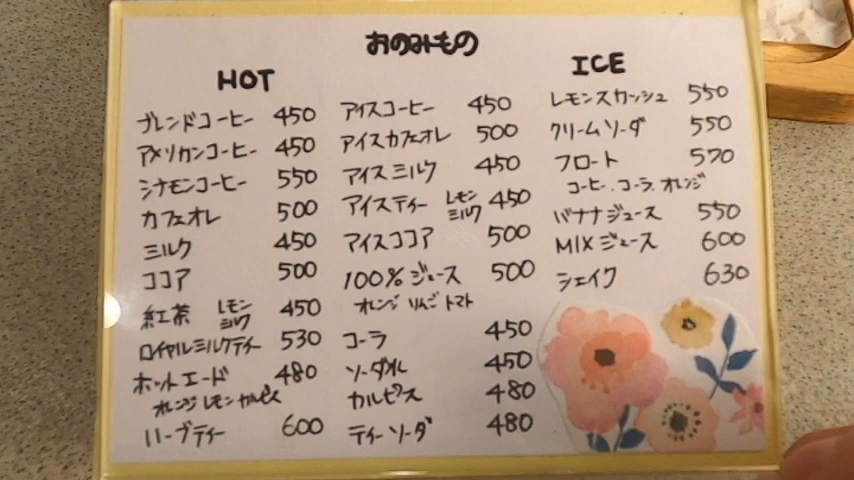 おのみもの
HOT
ブレンドコーヒー 450
アメリカンコーヒー 450
シナモンコーヒー 550
カフェオレ 500
ミルク 450
ココア 500
紅茶 レモン ミルク 450
ロイヤルミルクティー 530
ホットエード 480
オレンジ レモン カルピス
ハーブティー 600
アイスコーヒー 450
アイスカフェオレ 500
アイスミルク 450
アイスティー レモン ミルク 450
アイスココア 500
100%ジュース 500
オレンジ りんご トマト
コーラ 450
ソーダ水 450
カルピス 480
ティーソーダ 480
ICE
レモンスカッシュ 550
クリームソーダ 550
フロート 570
コーヒー.コーラ.オレンジ
バナナジュース 550
MIXジュース 600
シェイク 630